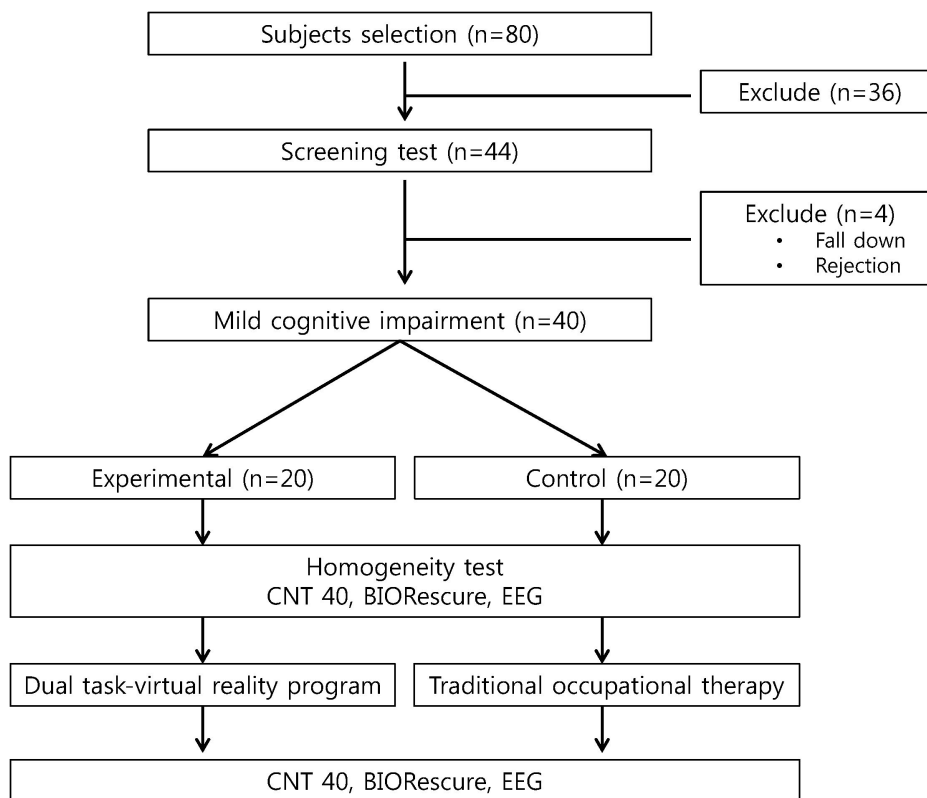 Subjects selection (n=80)
Exclude (n=36)
Screening test (n=44)
Exclude (n=4)
• Fall down
• Rejection
Mild cognitive impairment (n=40)
Experimental (n=20)
Control (n=20)
Homogeneity test
CNT 40, BIORescure, EEG
Dual task-virtual reality program
Traditional occupational therapy
CNT 40, BIORescure, EEG